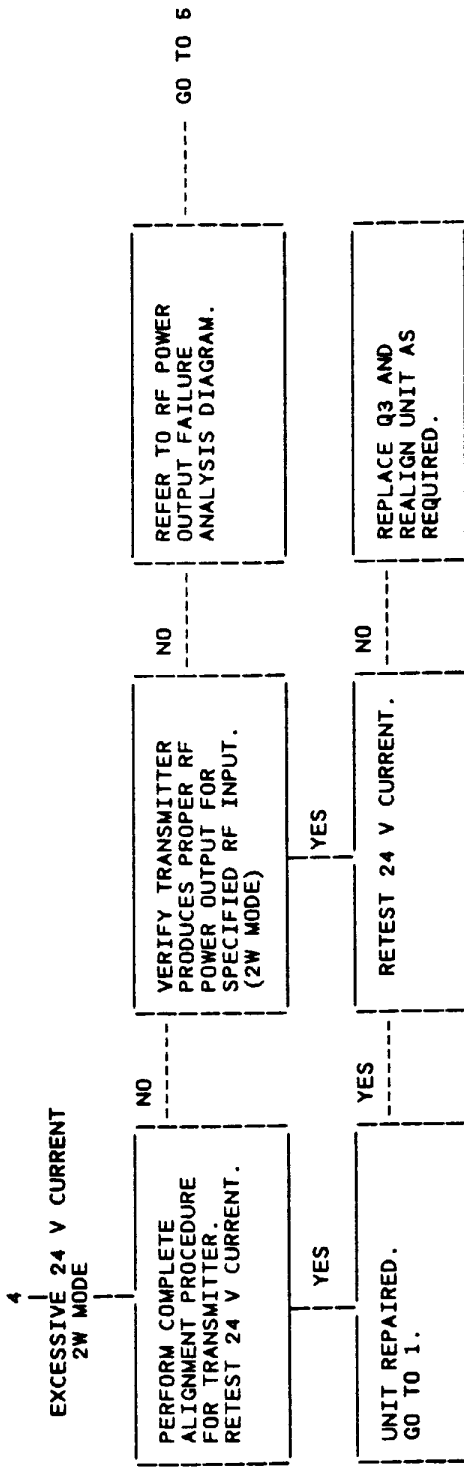 4
EXCESSIVE 24 V CURRENT
2W MODE
PERFORM COMPLETE
ALIGNMENT PROCEDURE
FOR TRANSMITTER.
RETEST 24 V CURRENT.
NO
VERIFY TRANSMITTER
PRODUCES PROPER RF
POWER OUTPUT FOR
SPECIFIED RF INPUT.
(2W MODE)
NO
REFER TO RF POWER
OUTPUT FAILURE
ANALYSIS DIAGRAM.
GO TO 5
YES
YES
UNIT REPAIRED.
GO TO 1.
YES
RETEST 24 V CURRENT.
NO
REPLACE Q3 AND
REALIGN UNIT AS
REQUIRED.